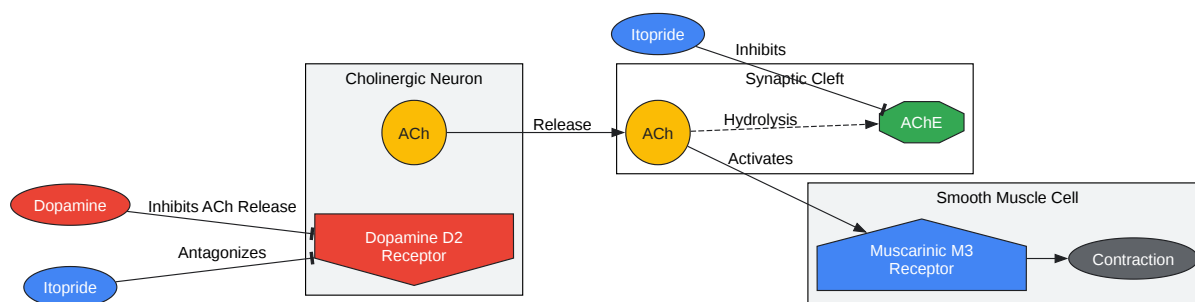 Itopride
Inhibits
Cholinergic Neuron
Synaptic Cleft
ACh
Release
ACh
Hydrolysis
AChE
Activates
Dopamine
Inhibits ACh Release
Smooth Muscle Cell
Dopamine D2
Receptor
Antagonizes
Muscarinic M3
Receptor
Contraction
Itopride